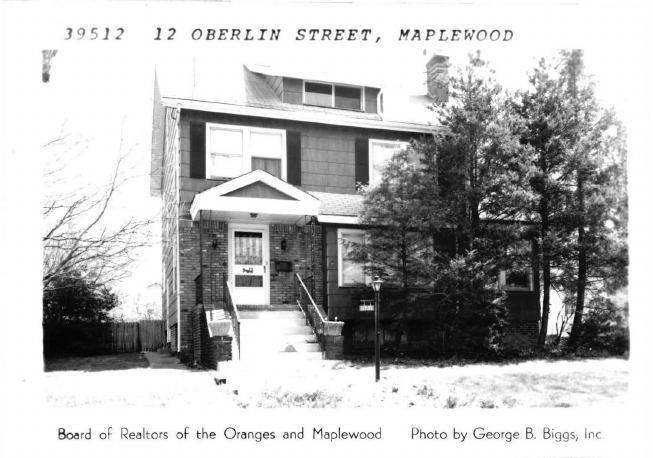 39512 12 OBERLIN STREET, MAPLEWOOD
Board of Realtors of the Oranges and Maplewood Photo by George B. Biggs, Inc.